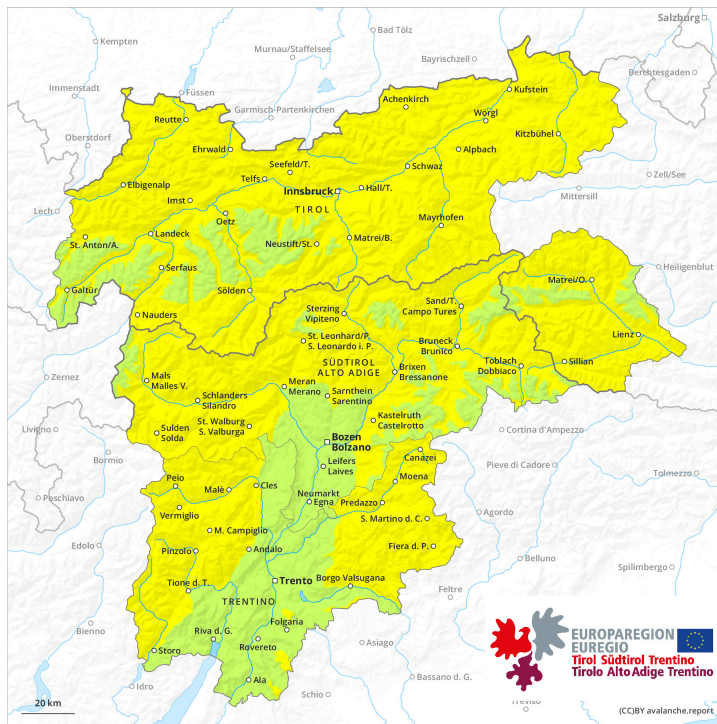 Salzburg
Kempten
Bad Tölz
Murnau/Staffelsee
Bayrischzell
Berchtesgaden
Immenstadt
Füssen
Garmisch-Partenkirchen
Achenkirch
Kufstein
Reutte
Wörgl
Oberstdorf
Kitzbühel
Ehrwald
Alpbach
Seefeld/T.
Schwaz
Telfs
Zell/See
Elbigenalp
Innsbruck
Hall/T.
Mittersill
Imst
TIROL
Lech
Oetz
Mayrhofen
St. Anton/A.
Landeck
Neustift/St.
Matrei/B.
Serfaus
Heiligenblut
Matrei/O.
Galtür
Sölden
Nauders
Sterzing
Vipiteno
Sand/T.
Campo Tures
Lienz
St. Leonhard/P.
S. Leonardo i. P.
Bruneck
Brunico
Sillian
SÜDTIROL
ALTO ADIGE
Toblach
Dobbiaco
Zernez
Mals
Malles V.
Meran
Merano
Brixen
Bressanone
Sarnthein
Sarentino
Schlanders
Silandro
St. Walburg
S. Valburga
Kastelruth
Castelrotto
Livigno
Sulden
Solda
Cortina d'Ampezzo
Bozen
Bolzano
Bormio
Canazei
Pieve di Cadore
Leifers
Laives
Tolmezzo
Peio
Malè
Cles
Moena
Poschiavo
Neumarkt
Egna
Predazzo
Vermiglio
Agordo
S. Martino d. C.
M. Campiglio
Edolo
Pinzolo
Andalo
Fiera d. P.
Belluno
Spilimbergo
Trento
Borgo Valsugana
Tione d. T.
Feltre
TRENTINO
Folgaria
Bienno
Riva d. G.
Rovereto
Asiago
Storo
Bassano d. G.
Ala
Idro
Schio
Treviso
EUROPAREGION
EUREGIO
Tirol Südtirol Trentino
Tirolo Alto Adige Trentino
20 km
(CC)BY avalanche.report